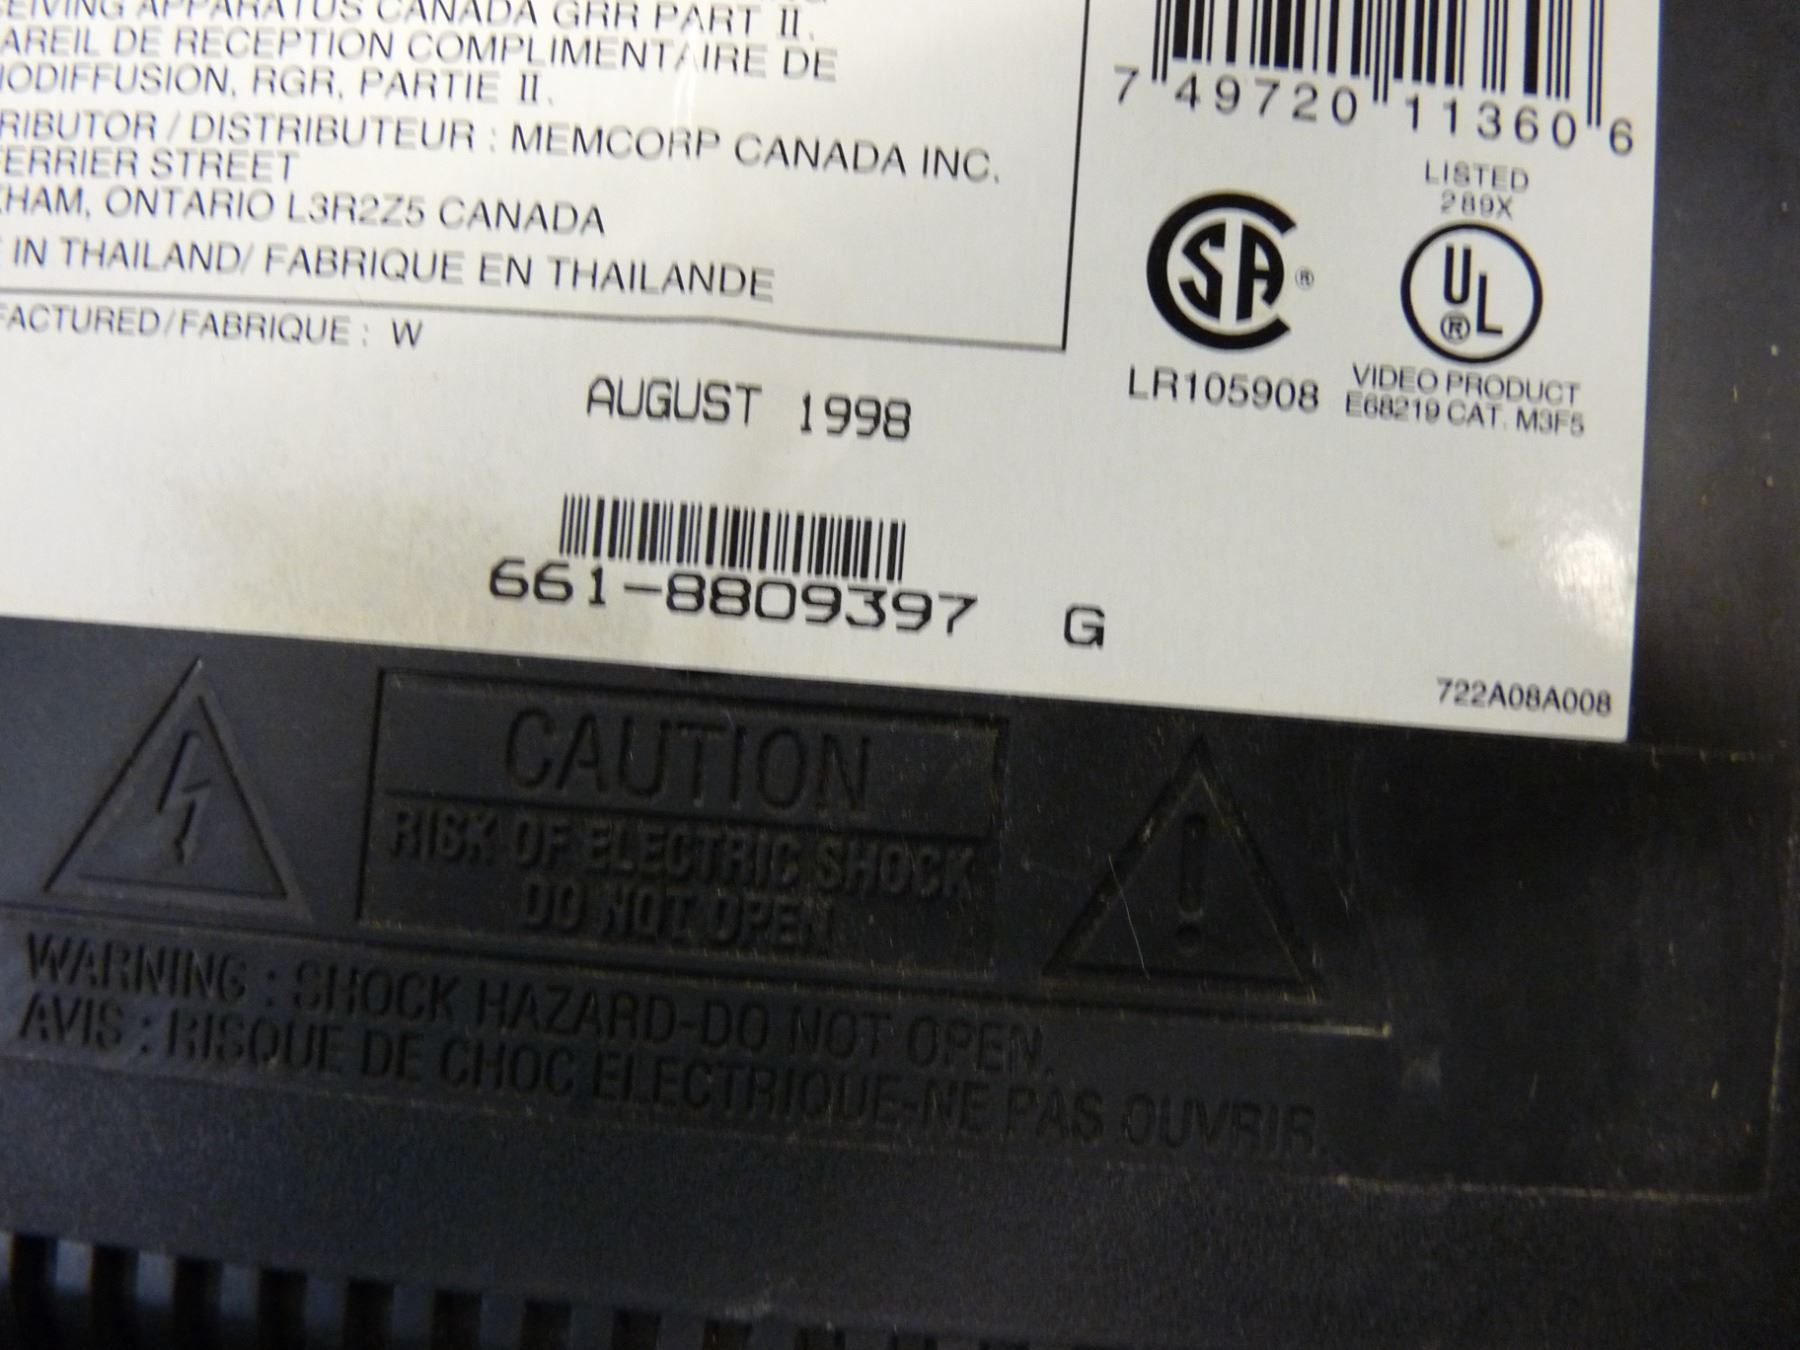 APPARATUS CANADA GRR PART II.
AREIL DE RECEPTION COMPLIMENTAIRE DE
IODIFFUSION, RGR, PARTIE II.
RIBUTOR / DISTRIBUTEUR : MEMCORP CANADA INC.
ERRIER STREET
HAM, ONTARIO L3R2Z5 CANADA
IN THAILAND/ FABRIQUE EN THAILANDE
FACTURED/FABRIQUE : W
AUGUST 1998
661-8809397 G
7 49720 11360 6
SA ®
LR105908
LISTED
289X
UL ®
VIDEO PRODUCT
E68219 CAT. M3F5
722A08A008
CAUTION
RISK OF ELECTRIC SHOCK
DO NOT OPEN
WARNING : SHOCK HAZARD-DO NOT OPEN.
AVIS : RISQUE DE CHOC ELECTRIQUE-NE PAS OUVRIR.